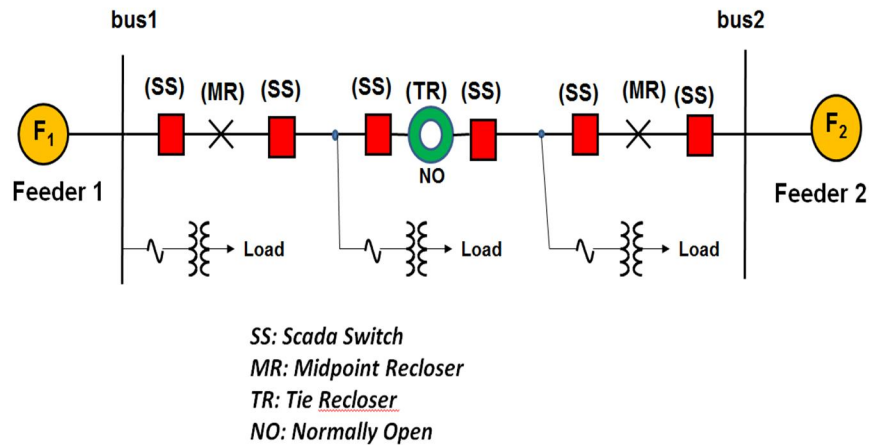 bus1
bus2
(SS) (MR) (SS) (SS) (TR) (SS) (SS) (MR) (SS)
F1
F2
NO
Feeder 1
Feeder 2
Load
Load
Load
SS: Scada Switch
MR: Midpoint Recloser
TR: Tie Recloser
NO: Normally Open